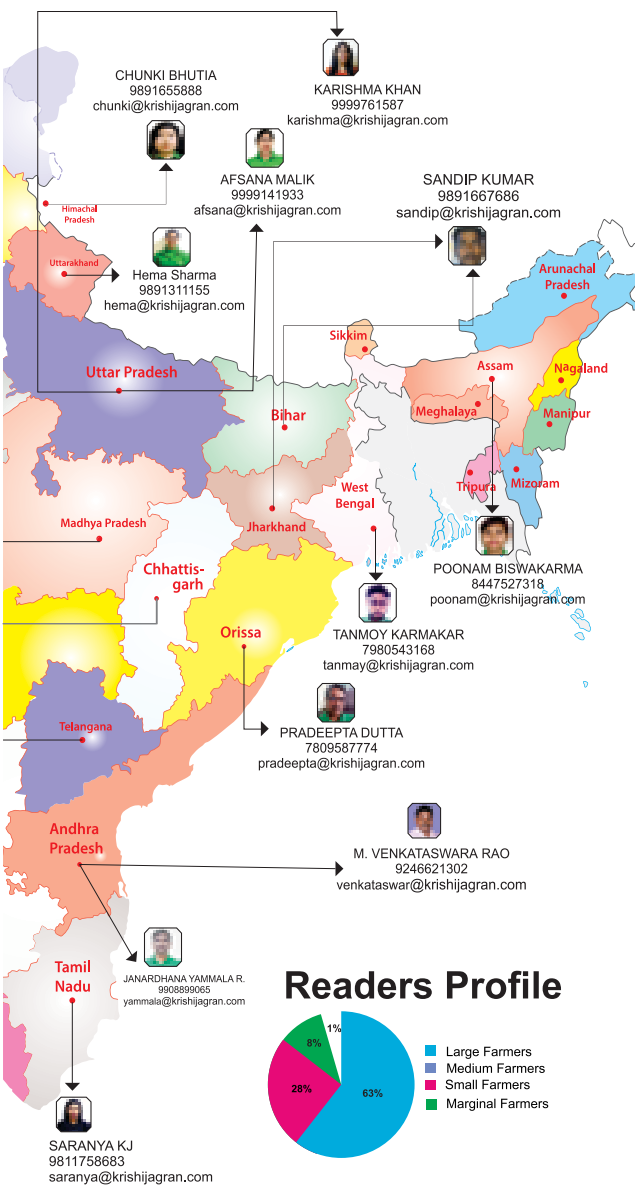 CHUNKI BHUTIA
9891655888
chunki@krishijagran.com
KARISHMA KHAN
9999761587
karishma@krishijagran.com
AFSANA MALIK
9999141933
afsana@krishijagran.com
SANDIP KUMAR
9891667686
sandip@krishijagran.com
Himachal
Pradesh
Uttarakhand
Hema Sharma
9891311155
hema@krishijagran.com
Arunachal
Pradesh
Sikkim
Uttar Pradesh
Assam
Nagaland
Bihar
Meghalaya
Manipur
West
Bengal
Tripura
Mizoram
Madhya Pradesh
Jharkhand
Chhattis-
garh
POONAM BISWAKARMA
8447527318
poonam@krishijagran.com
Orissa
TANMOY KARMAKAR
7980543168
tanmay@krishijagran.com
Telangana
PRADEEPTA DUTTA
7809587774
pradeepta@krishijagran.com
Andhra
Pradesh
M. VENKATASWARA RAO
9246621302
venkataswar@krishijagran.com
JANARDHANA YAMMALA R.
9908899065
yammala@krishijagran.com
Tamil
Nadu
Readers Profile
1%
8%
28%
63%
Large Farmers
Medium Farmers
Small Farmers
Marginal Farmers
SARANYA KJ
9811758683
saranya@krishijagran.com